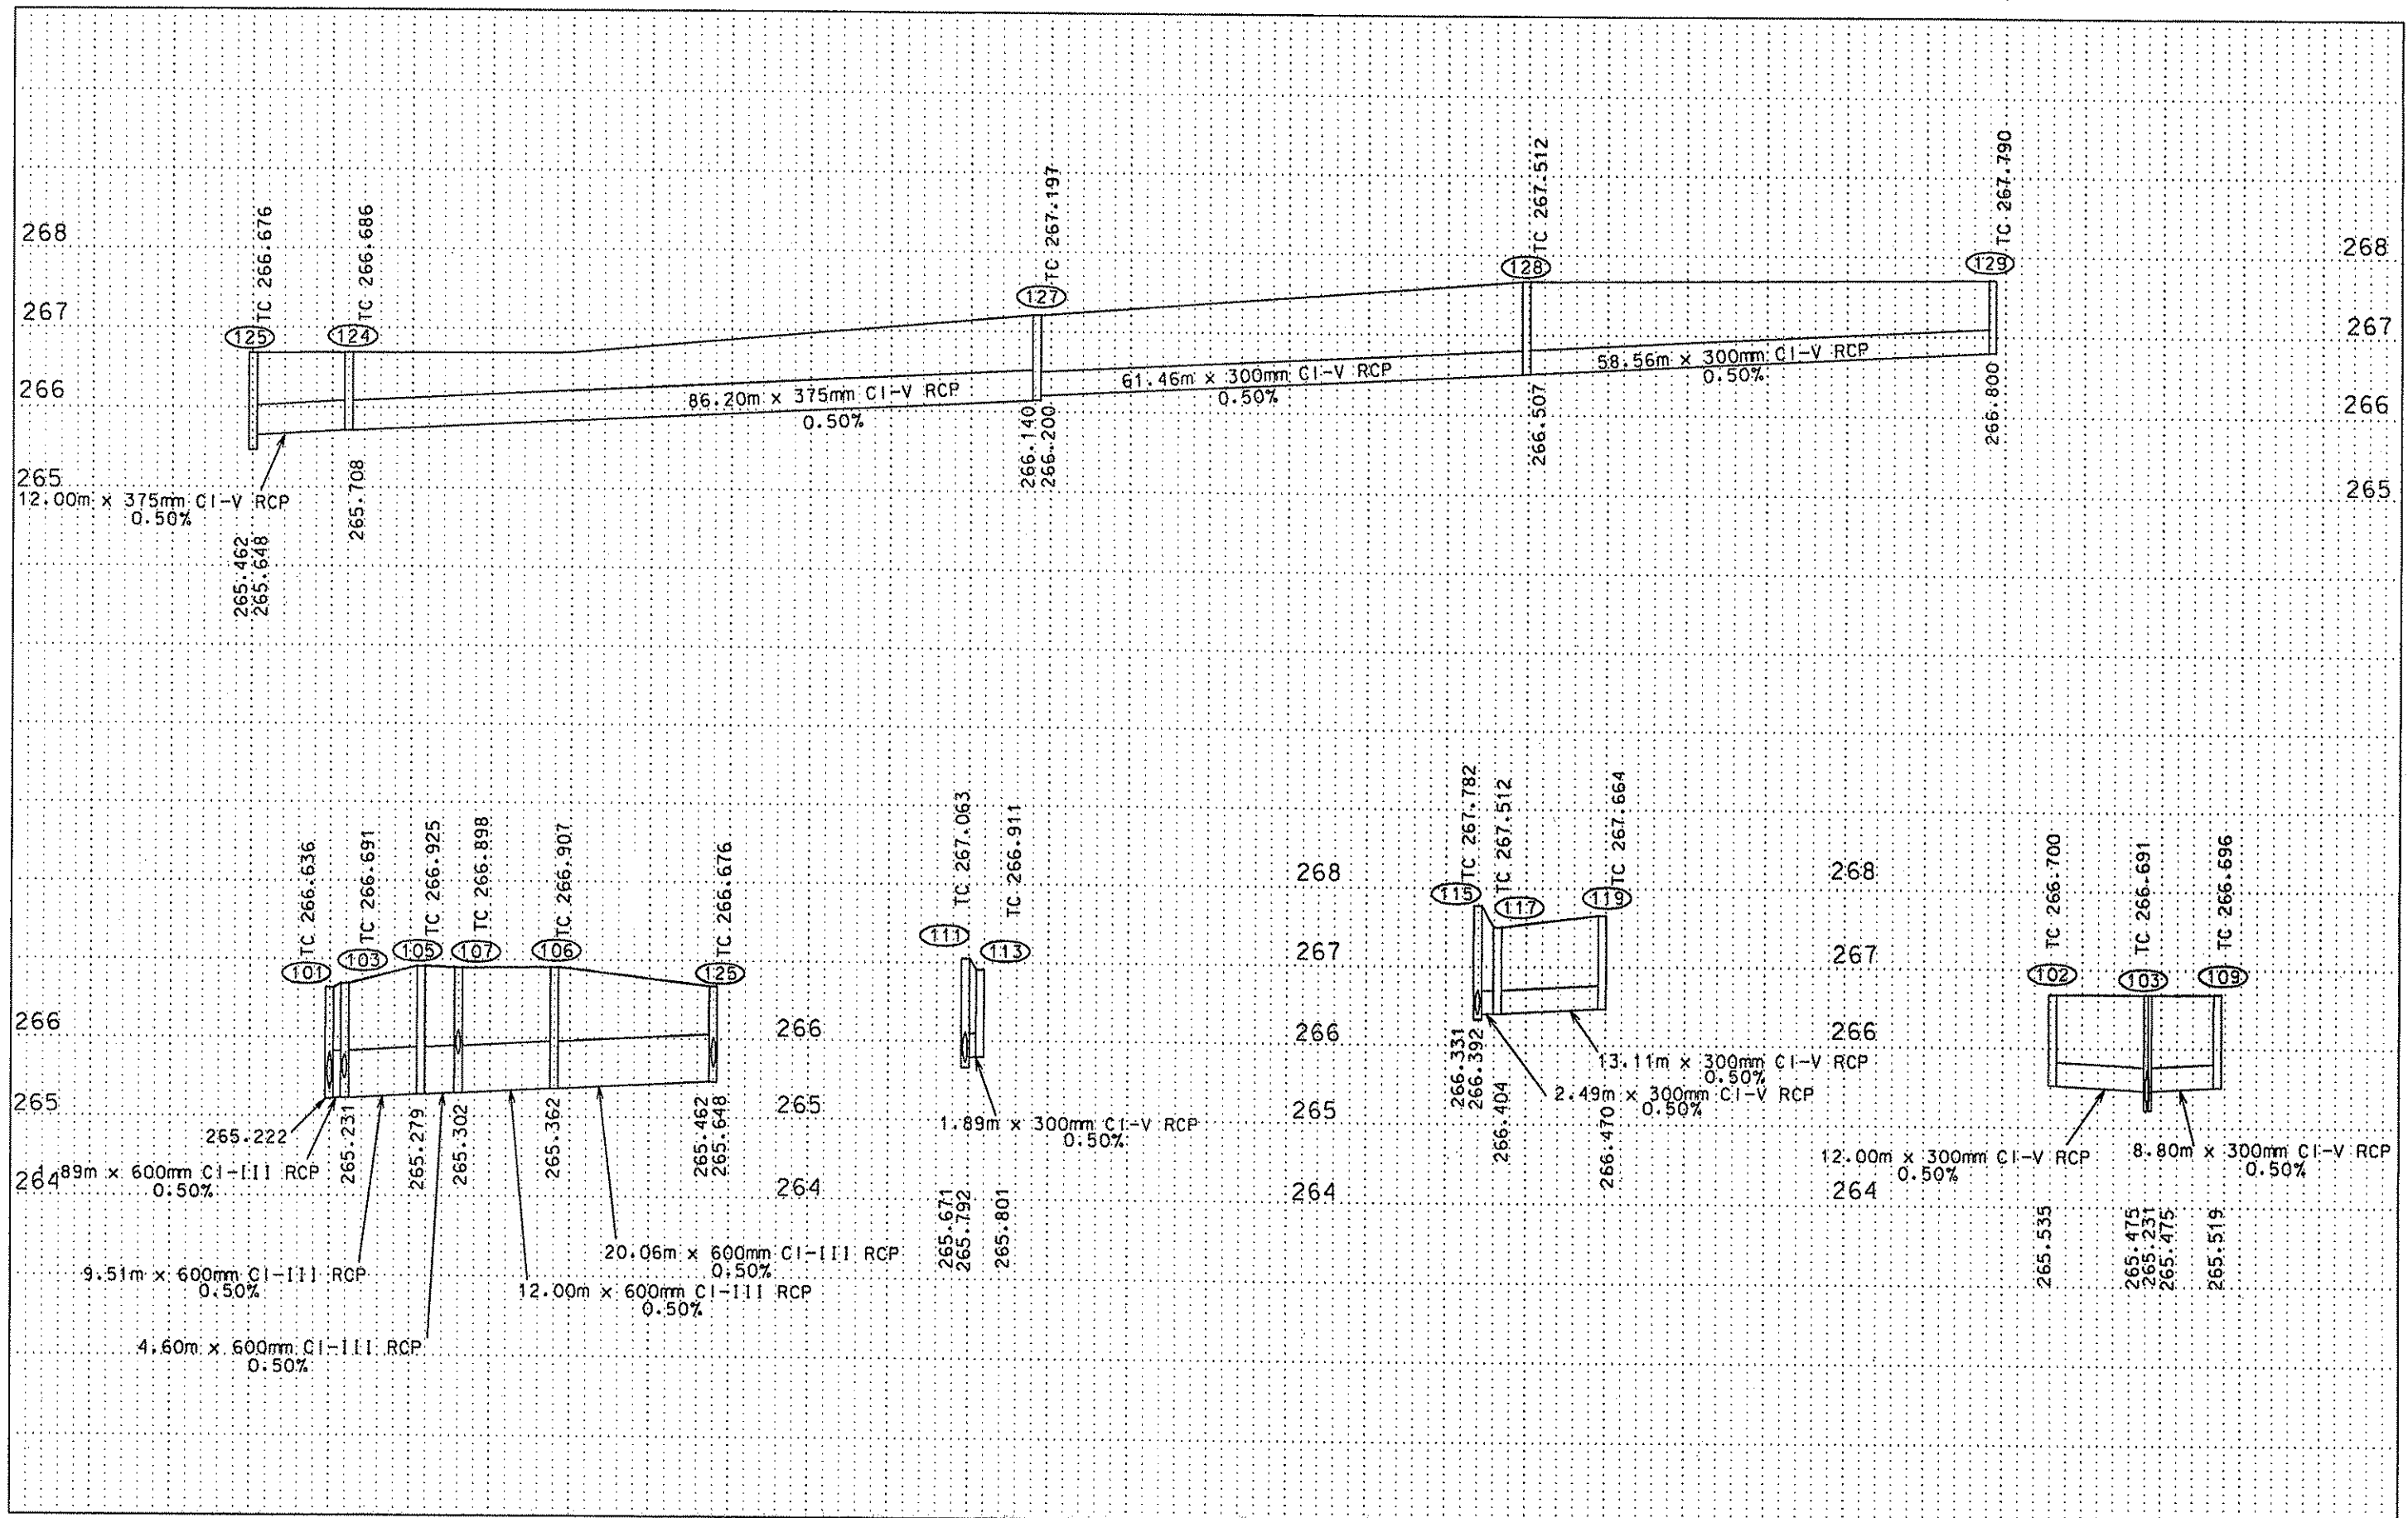 TC 266.676
TC 266.686
TC 267.197
TC 267.512
TC 267.790
268
268
125
124
127
128
129
267
267
266
266
86.20m x 375mm CI-V RCP
0.50%
61.46m x 300mm CI-V RCP
0.50%
58.56m x 300mm CI-V RCP
0.50%
265
265
12.00m x 375mm CI-V RCP
0.50%
265.462
265.648
265.708
266.140
266.200
266.507
266.800
TC 266.636
TC 266.691
TC 266.925
TC 266.898
TC 266.907
TC 266.676
101
103
105
107
106
125
266
265
264
265.222
265.231
265.279
265.302
265.362
265.462
265.648
89m x 600mm CI-III RCP
0.50%
9.51m x 600mm CI-III RCP
0.50%
4.60m x 600mm CI-III RCP
0.50%
12.00m x 600mm CI-III RCP
0.50%
20.06m x 600mm CI-III RCP
0.50%
266
265
264
TC 267.063
TC 266.911
111
113
1.89m x 300mm CI-V RCP
0.50%
265.671
265.792
265.801
268
267
266
265
264
TC 267.782
TC 267.512
TC 267.664
115
117
119
266.331
266.392
266.404
266.470
13.11m x 300mm CI-V RCP
0.50%
2.49m x 300mm CI-V RCP
0.50%
268
267
266
264
TC 266.700
TC 266.691
TC 266.696
102
103
109
12.00m x 300mm CI-V RCP
0.50%
8.80m x 300mm CI-V RCP
0.50%
265.535
265.475
265.231
265.475
265.519